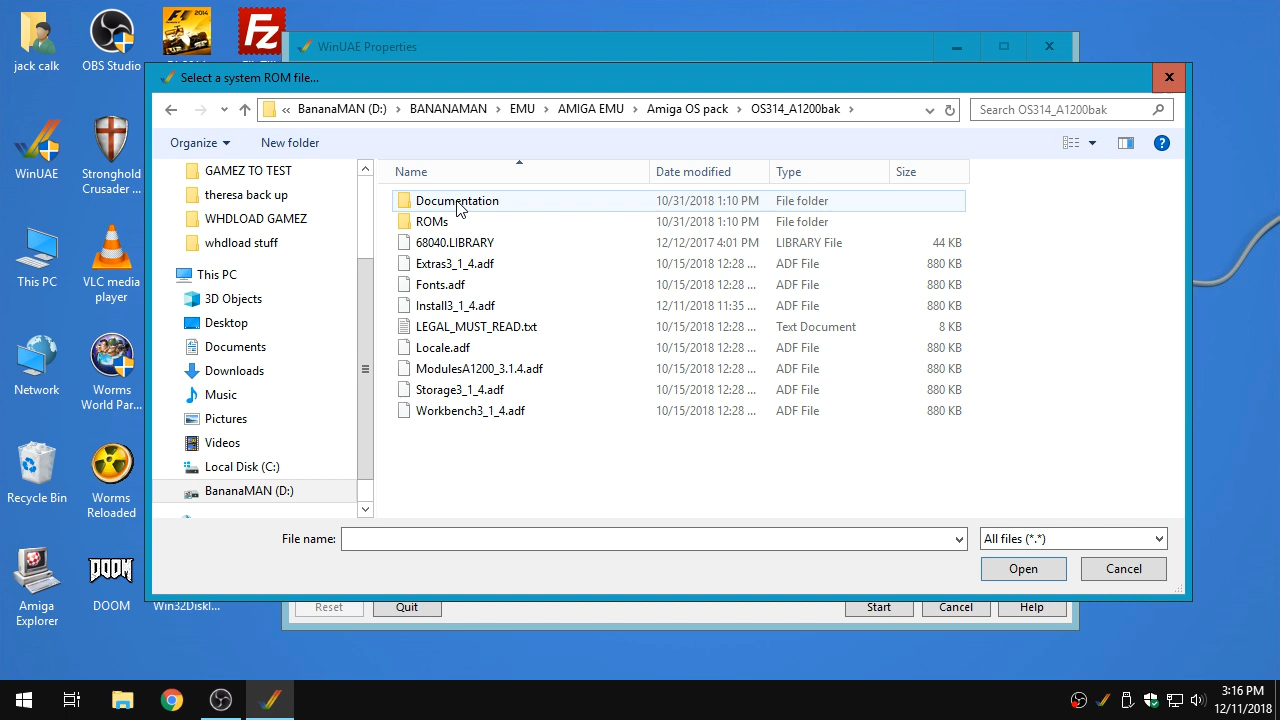 jack calk
OBS Studio
WinUAE
Stronghold
Crusader ...
This PC
VLC media
player
Network
Worms
World Par...
Recycle Bin
Worms
Reloaded
Amiga
Explorer
DOOM
DOOM
Win32DiskI...
F1 2014
Fz
WinUAE Properties
Select a system ROM file...
« BananaMAN (D:) > BANANAMAN > EMU > AMIGA EMU > Amiga OS pack > OS314_A1200bak >
Search OS314_A1200bak
Organize
New folder
GAMEZ TO TEST
theresa back up
WHDLOAD GAMEZ
whdload stuff
This PC
3D Objects
Desktop
Documents
Downloads
Music
Pictures
Videos
Local Disk (C:)
BananaMAN (D:)
Name Date modified Type Size
Documentation 10/31/2018 1:10 PM File folder
ROMs 10/31/2018 1:10 PM File folder
68040.LIBRARY 12/12/2017 4:01 PM LIBRARY File 44 KB
Extras3_1_4.adf 10/15/2018 12:28 ... ADF File 880 KB
Fonts.adf 10/15/2018 12:28 ... ADF File 880 KB
Install3_1_4.adf 12/11/2018 11:35 ... ADF File 880 KB
LEGAL_MUST_READ.txt 10/15/2018 12:28 ... Text Document 8 KB
Locale.adf 10/15/2018 12:28 ... ADF File 880 KB
ModulesA1200_3.1.4.adf 10/15/2018 12:28 ... ADF File 880 KB
Storage3_1_4.adf 10/15/2018 12:28 ... ADF File 880 KB
Workbench3_1_4.adf 10/15/2018 12:28 ... ADF File 880 KB
File name:
All files (*.*)
Open
Cancel
Reset
Quit
Start
Cancel
Help
3:16 PM
12/11/2018